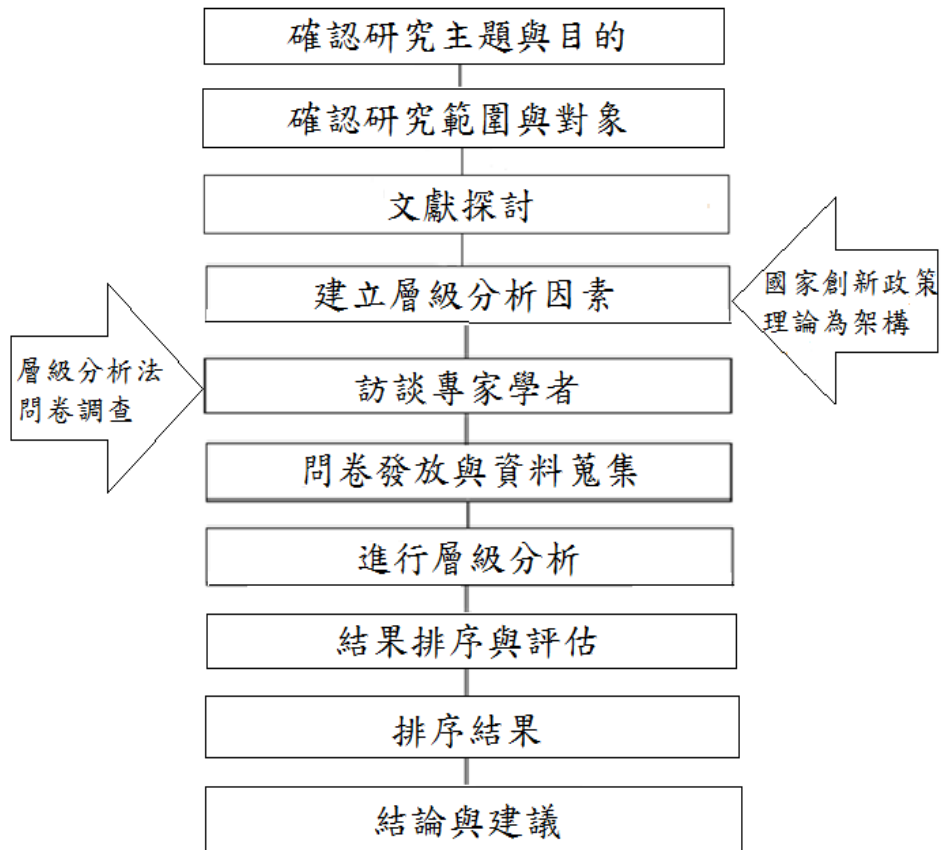 確認研究主題與目的
確認研究範圍與對象
文獻探討
建立層級分析因素
國家創新政策
理論為架構
層級分析法
問卷調查
訪談專家學者
問卷發放與資料蒐集
進行層級分析
結果排序與評估
排序結果
結論與建議